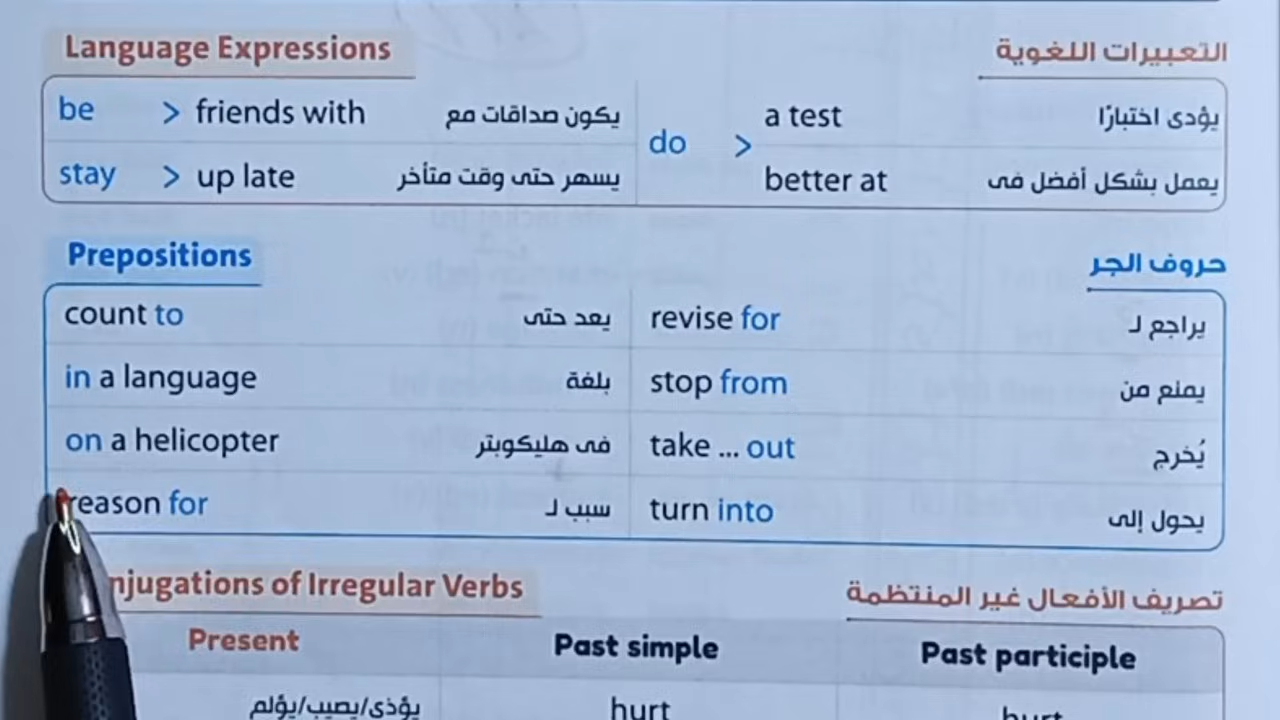 Language Expressions التعبيرات اللغوية
be > friends with يكون صداقات مع
stay > up late يسهر حتى وقت متأخر
do > a test يؤدى اختبارًا
better at يعمل بشكل أفضل فى
Prepositions حروف الجر
count to يعد حتى revise for يراجع لـ
in a language بلغة stop from يمنع من
on a helicopter فى هليكوبتر take ... out يُخرج
reason for سبب لـ turn into يحول إلى
njugations of Irregular Verbs تصريف الأفعال غير المنتظمة
Present Past simple Past participle
يؤذى/يصيب/يؤلم hurt hurt